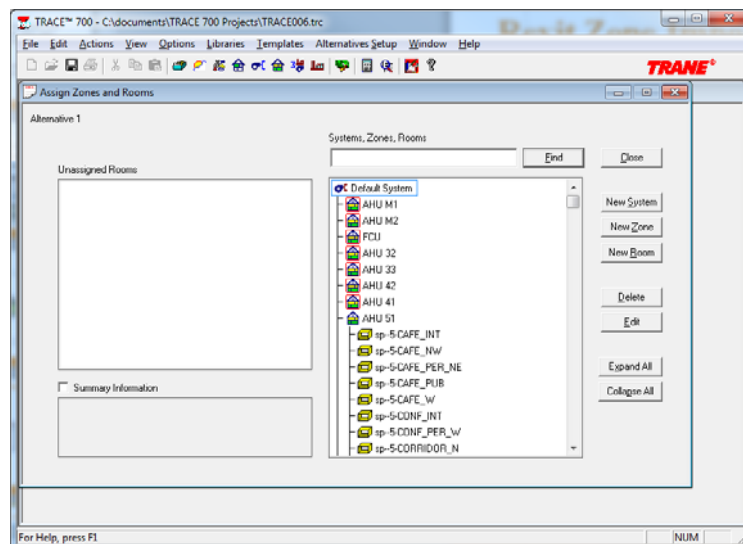 TRACE™ 700 - C:\documents\TRACE 700 Projects\TRACE006.trc
File Edit Actions View Options Libraries Templates Alternatives Setup Window Help
TRANE®
Assign Zones and Rooms
Alternative 1
Systems, Zones, Rooms
Find
Close
Unassigned Rooms
Default System
AHU M1
AHU M2
FCU
AHU 32
AHU 33
AHU 42
AHU 41
AHU 51
sp-5-CAFE_INT
sp-5-CAFE_NW
sp-5-CAFE_PER_NE
sp-5-CAFE_PUB
sp-5-CAFE_W
sp-5-CONF_INT
sp-5-CONF_PER_W
sp-5-CORRIDOR_N
New System
New Zone
New Room
Delete
Edit
Expand All
Collapse All
Summary Information
For Help, press F1
NUM